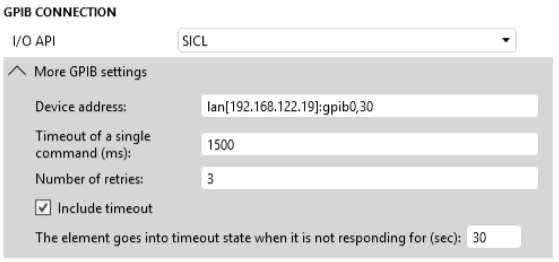 GPIB CONNECTION
I/O API SICL
More GPIB settings
Device address: lan[192.168.122.19]:gpib0,30
Timeout of a single
command (ms): 1500
Number of retries: 3
Include timeout
The element goes into timeout state when it is not responding for (sec): 30